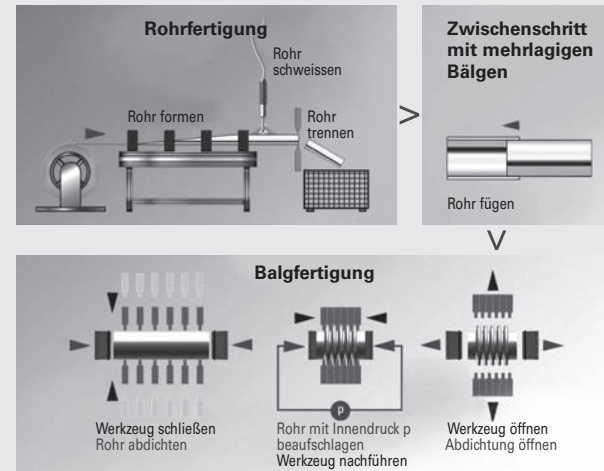 Rohrfertigung
Rohr
schweissen
Rohr formen
Rohr
trennen
>
Zwischenschritt
mit mehrlagigen
Bälgen
Rohr fügen
>
Balgfertigung
Werkzeug schließen
Rohr abdichten
p
Rohr mit Innendruck p
beaufschlagen
Werkzeug nachführen
Werkzeug öffnen
Abdichtung öffnen